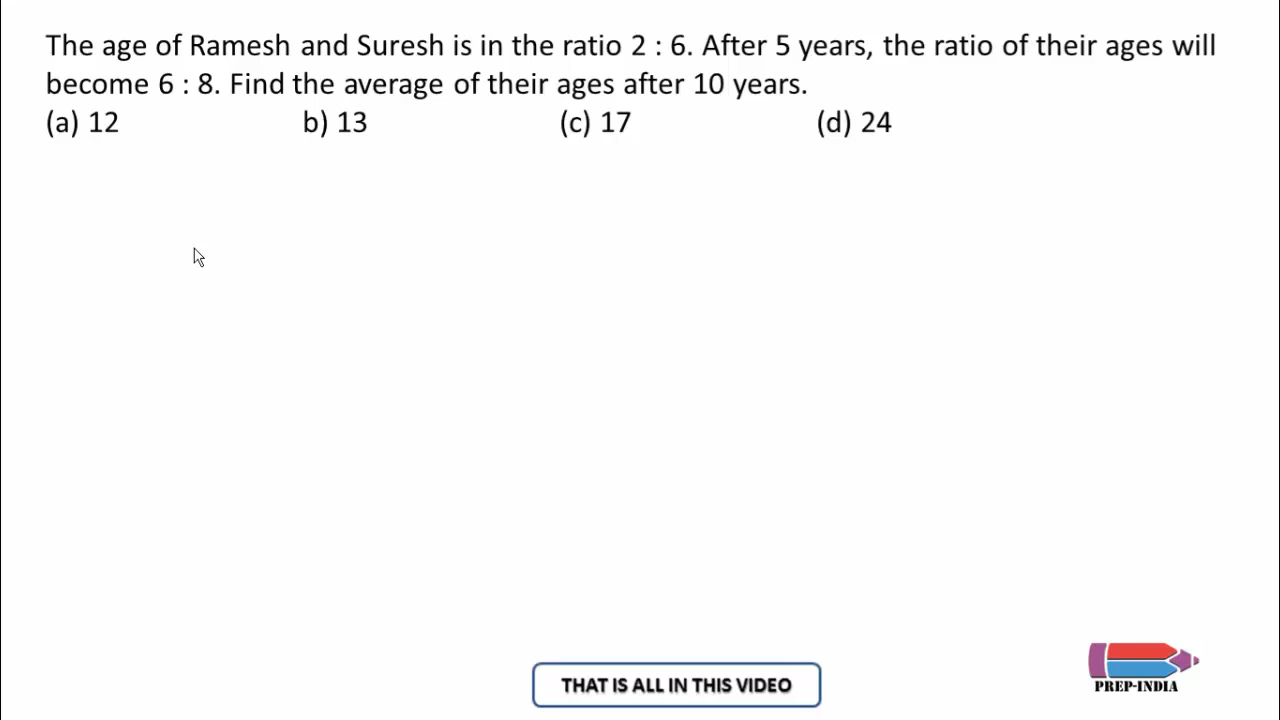 The age of Ramesh and Suresh is in the ratio 2 : 6. After 5 years, the ratio of their ages will
become 6 : 8. Find the average of their ages after 10 years.
(a) 12 b) 13 (c) 17 (d) 24
THAT IS ALL IN THIS VIDEO
PREP-INDIA